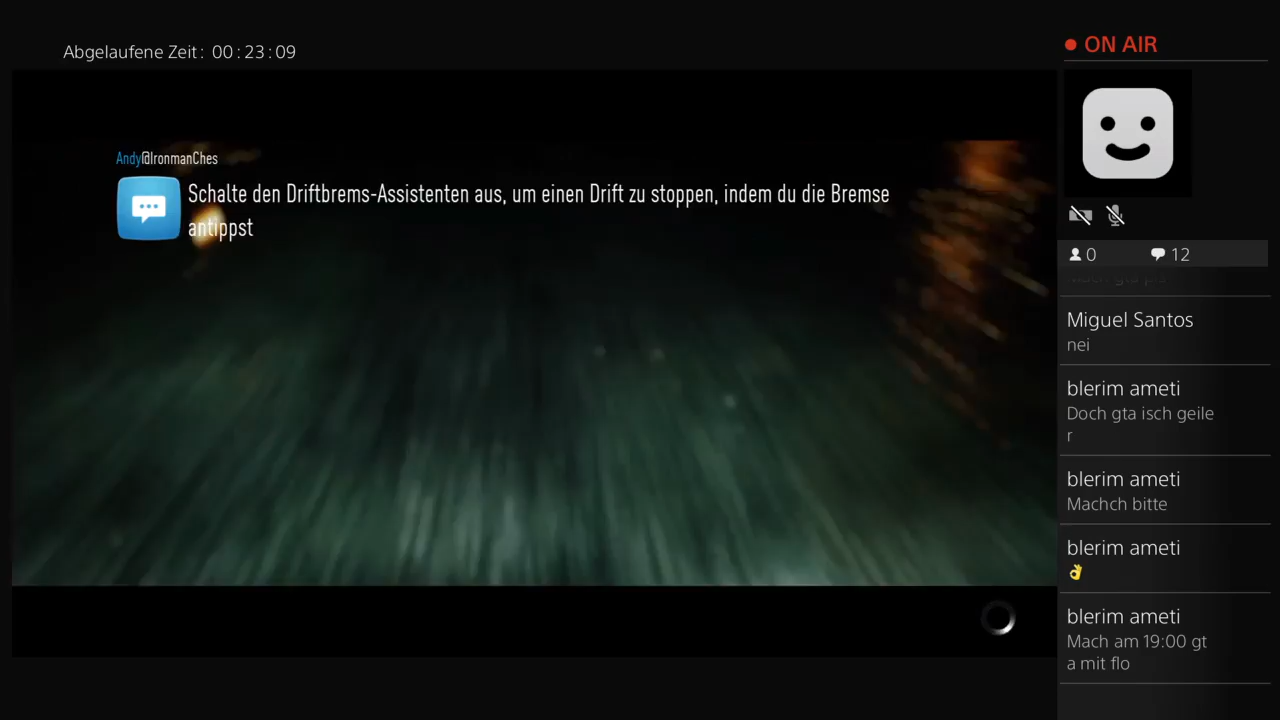 Abgelaufene Zeit: 00:23:09
ON AIR
Andy@IronmanChes
Schalte den Driftbrems-Assistenten aus, um einen Drift zu stoppen, indem du die Bremse
antippst
0 12
Miguel Santos
nei
blerim ameti
Doch gta isch geile
r
blerim ameti
Machch bitte
blerim ameti
👌
blerim ameti
Mach am 19:00 gt
a mit flo